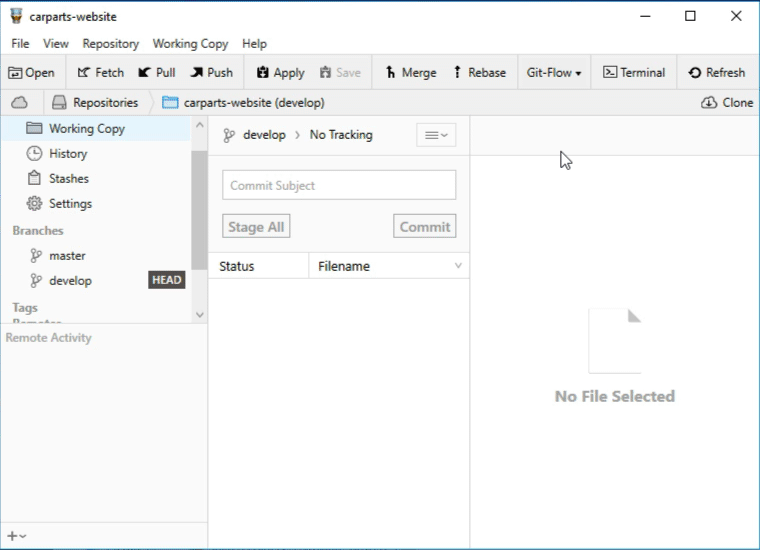 carparts-website
File View Repository Working Copy Help
Open Fetch Pull Push Apply Save Merge Rebase Git-Flow Terminal Refresh
Repositories carparts-website (develop) Clone
Working Copy
History
Stashes
Settings
Branches
master
develop HEAD
Tags
Remotes
Remote Activity
develop > No Tracking
Commit Subject
Stage All Commit
Status Filename
No File Selected